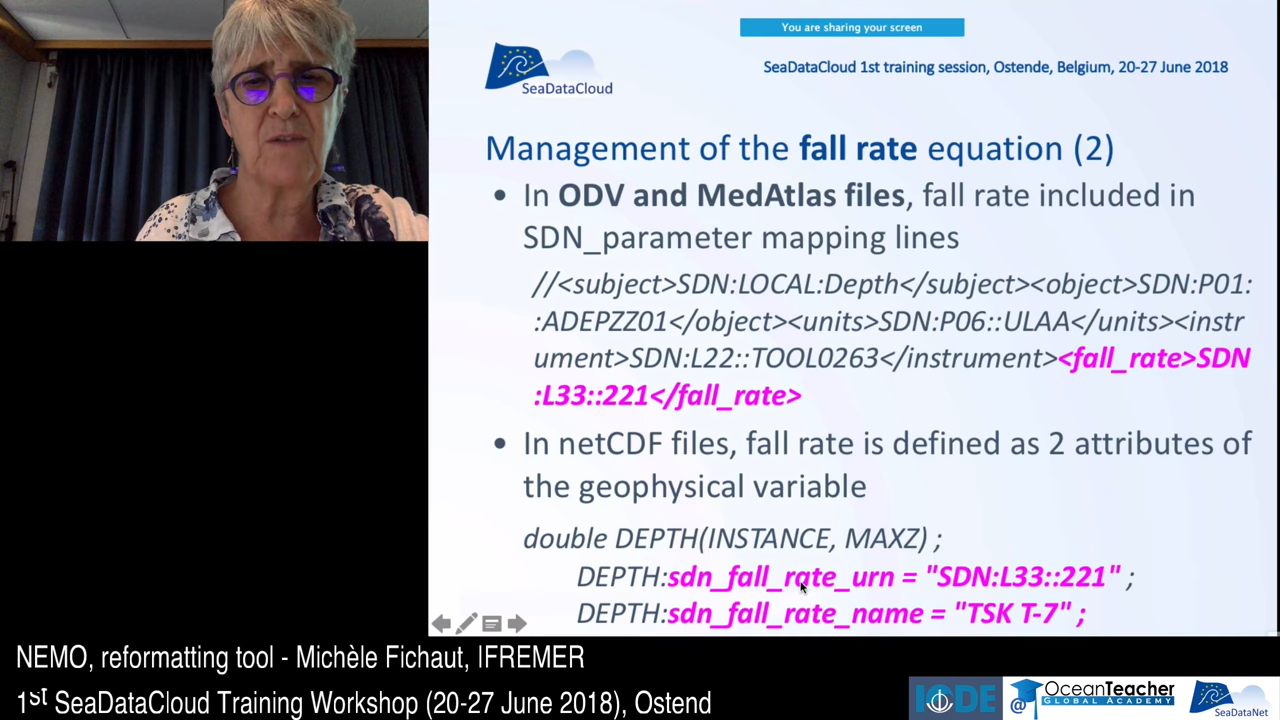 You are sharing your screen
SeaDataCloud
SeaDataCloud 1st training session, Ostende, Belgium, 20-27 June 2018
Management of the fall rate equation (2)
• In ODV and MedAtlas files, fall rate included in
SDN_parameter mapping lines
//<subject>SDN:LOCAL:Depth</subject><object>SDN:P01:
:ADEPZZ01</object><units>SDN:P06::ULAA</units><instr
ument>SDN:L22::TOOL0263</instrument><fall_rate>SDN
:L33::221</fall_rate>
• In netCDF files, fall rate is defined as 2 attributes of
the geophysical variable
double DEPTH(INSTANCE, MAXZ) ;
DEPTH:sdn_fall_rate_urn = "SDN:L33::221" ;
DEPTH:sdn_fall_rate_name = "TSK T-7" ;
NEMO, reformatting tool - Michèle Fichaut, IFREMER
1st SeaDataCloud Training Workshop (20-27 June 2018), Ostend
IODE
@
OceanTeacher
GLOBAL ACADEMY
SeaDataNet